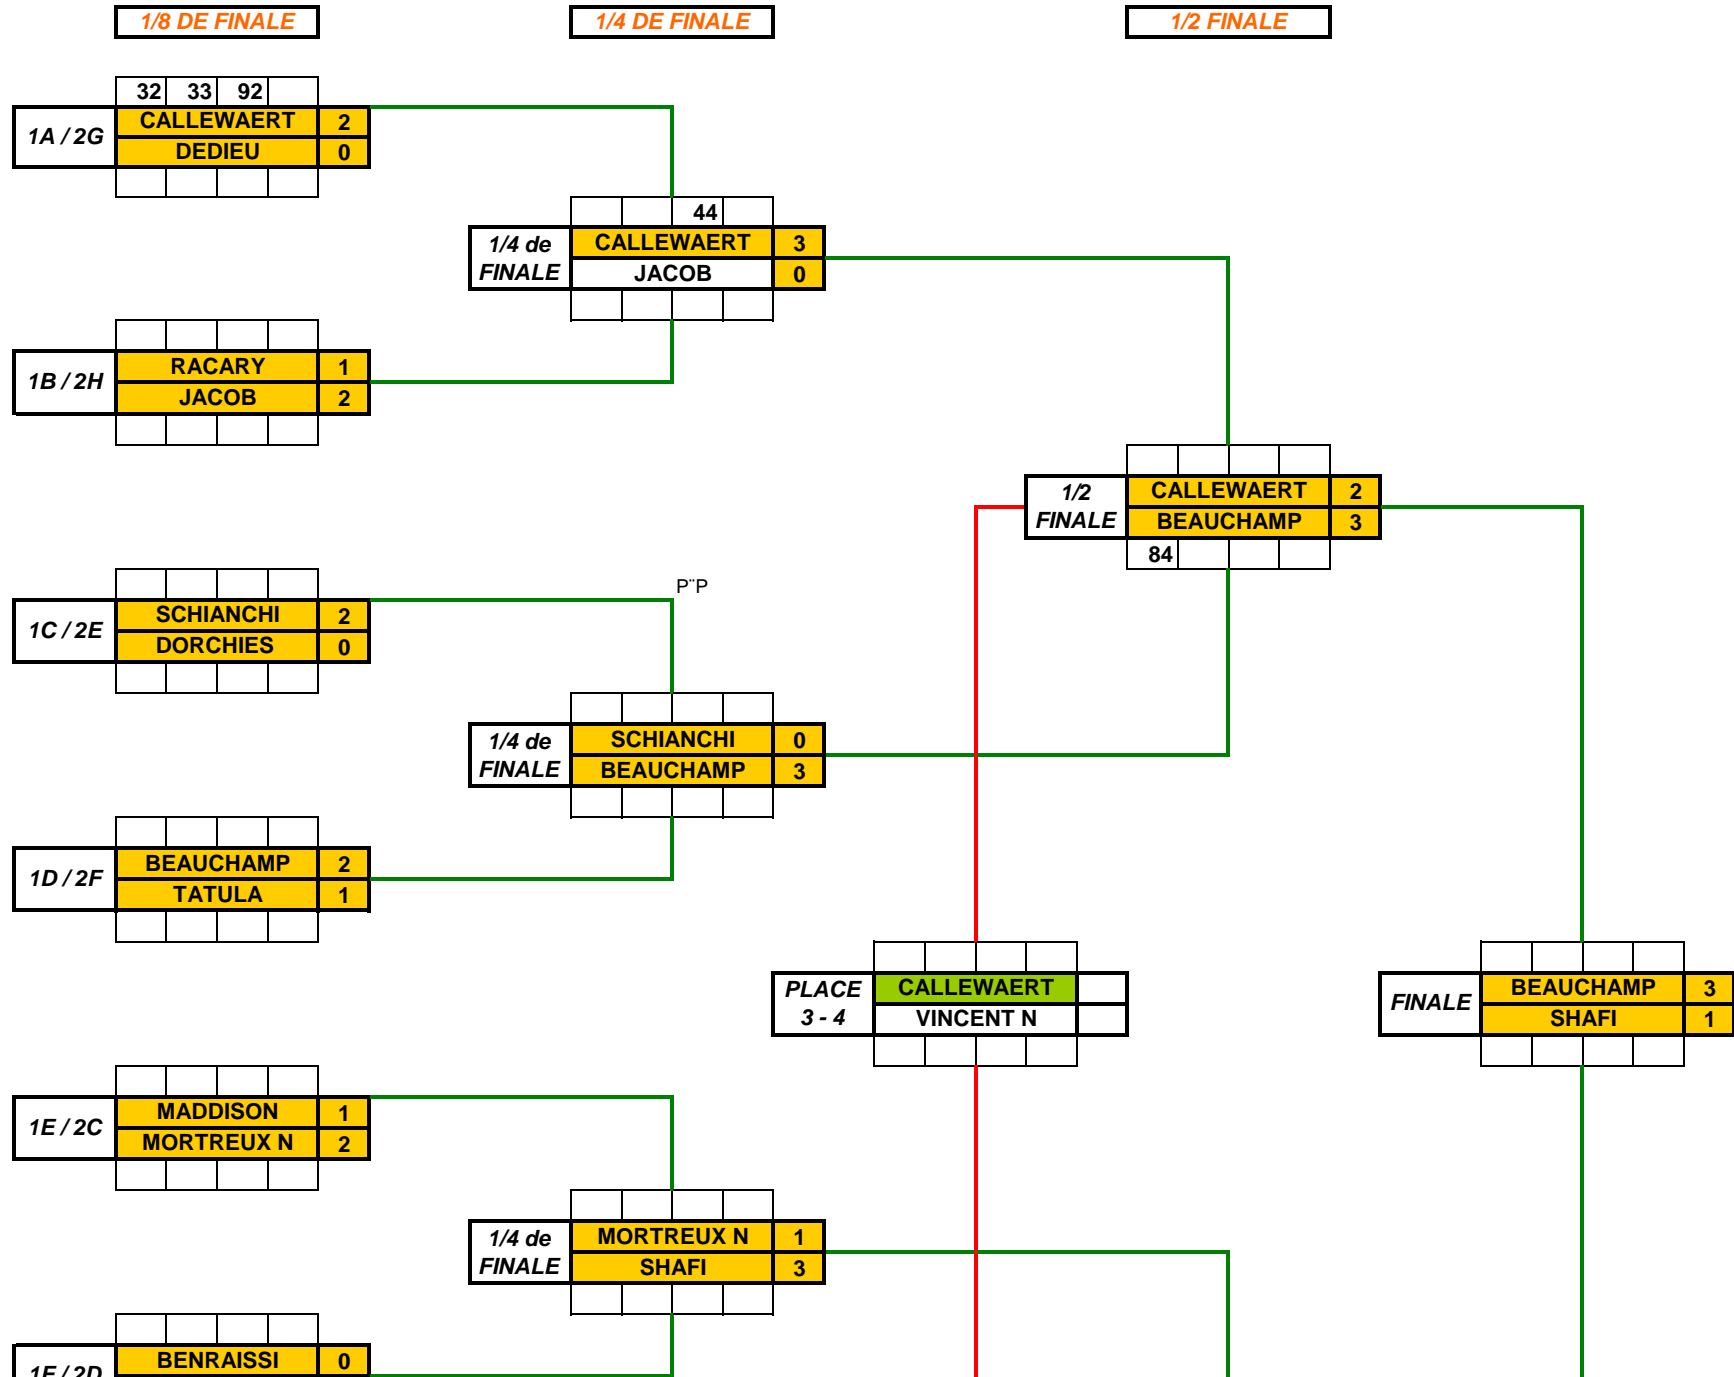 1/8 DE FINALE 1/4 DE FINALE 1/2 FINALE
32 33 92
1A / 2G
CALLEWAERT 2
DEDIEU 0
44
1/4 de FINALE
CALLEWAERT 3
JACOB 0
1B / 2H
RACARY 1
JACOB 2
1/2 FINALE
CALLEWAERT 2
BEAUCHAMP 3
84
P¨P
1C / 2E
SCHIANCHI 2
DORCHIES 0
1/4 de FINALE
SCHIANCHI 0
BEAUCHAMP 3
1D / 2F
BEAUCHAMP 2
TATULA 1
PLACE 3 - 4
CALLEWAERT
VINCENT N
FINALE
BEAUCHAMP 3
SHAFI 1
1E / 2C
MADDISON 1
MORTREUX N 2
1/4 de FINALE
MORTREUX N 1
SHAFI 3
1F / 2D
BENRAISSI 0